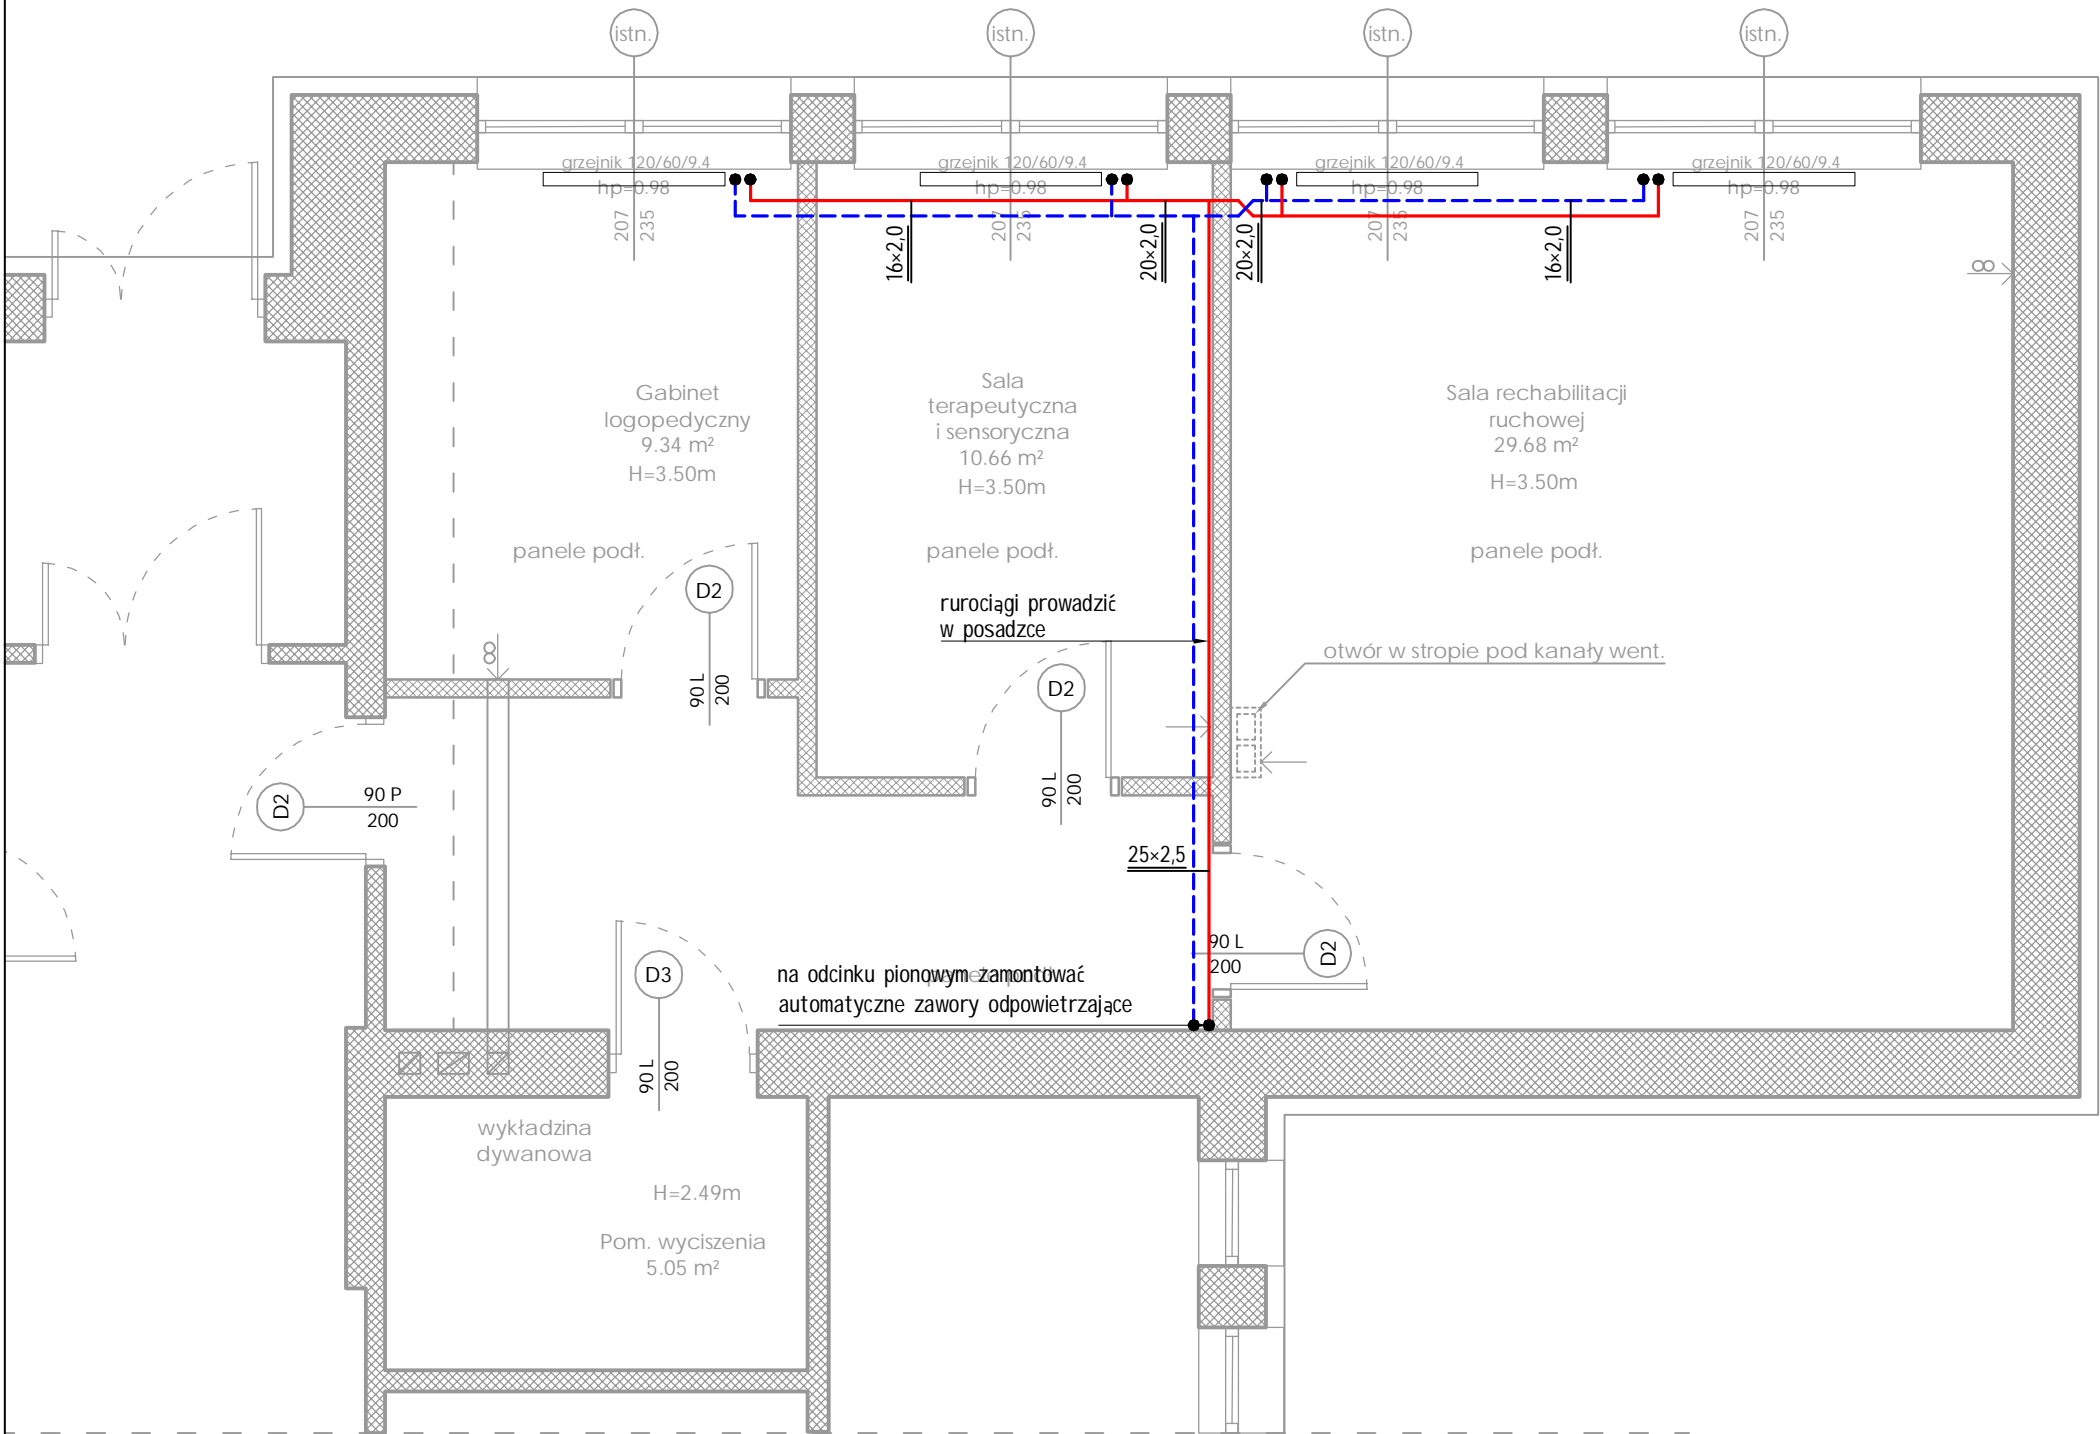 istn.
istn.
istn.
istn.
grzejnik 120/60/9.4
hp=0.98
207
235
grzejnik 120/60/9.4
hp=0.98
207
235
grzejnik 120/60/9.4
hp=0.98
207
235
grzejnik 120/60/9.4
hp=0.98
207
235
16×2,0
20×2,0
20×2,0
16×2,0
8
Gabinet
logopedyczny
9.34 m²
H=3.50m
panele podł.
Sala
terapeutyczna
i sensoryczna
10.66 m²
H=3.50m
panele podł.
Sala rechabilitacji
ruchowej
29.68 m²
H=3.50m
panele podł.
rurociągi prowadzić
w posadzce
otwór w stropie pod kanały went.
8
D2
90 L
200
D2
90 L
200
D2
90 P
200
25×2,5
D2
90 L
200
D3
90 L
200
na odcinku pionowym zamontować
automatyczne zawory odpowietrzające
wykładzina
dywanowa
H=2.49m
Pom. wyciszenia
5.05 m²